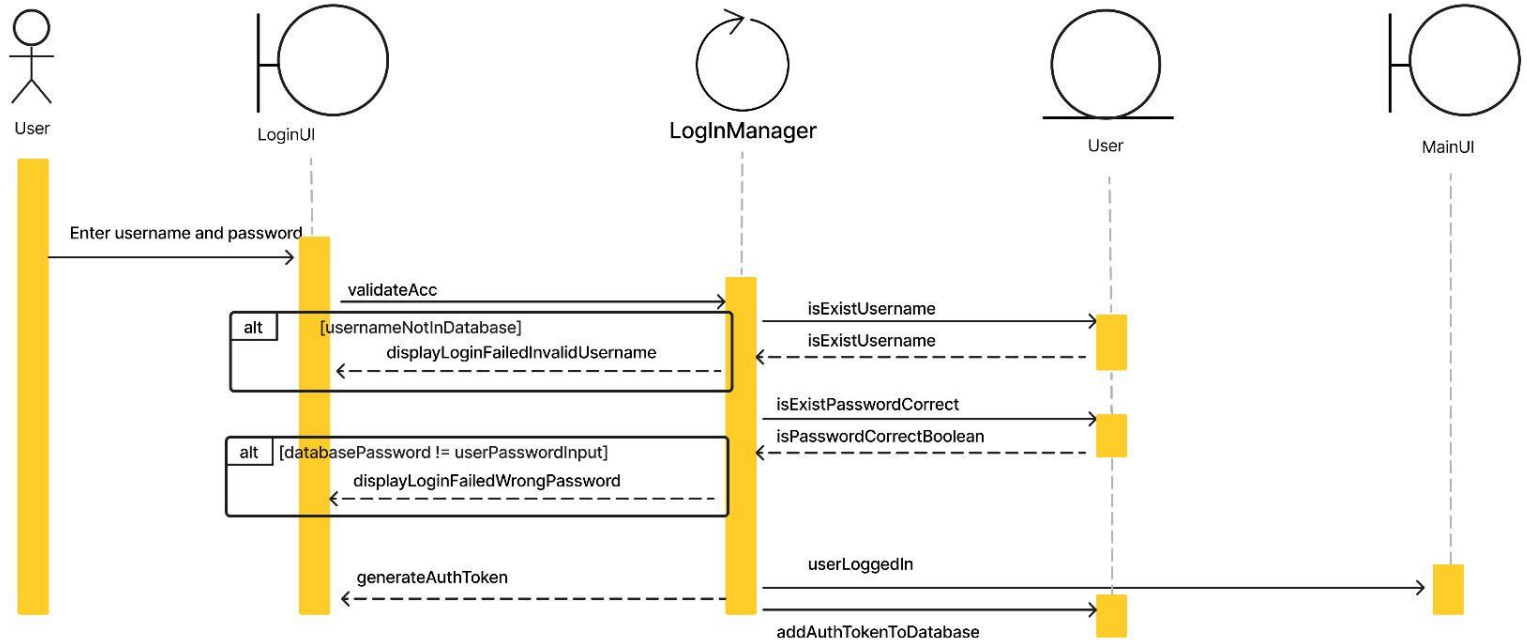 User
LoginUI
LogInManager
User
MainUI
Enter username and password
validateAcc
isExistUsername
alt
[usernameNotInDatabase]
isExistUsername
displayLoginFailedInvalidUsername
isExistPasswordCorrect
isPasswordCorrectBoolean
alt
[databasePassword != userPasswordInput]
displayLoginFailedWrongPassword
userLoggedIn
generateAuthToken
addAuthTokenToDatabase